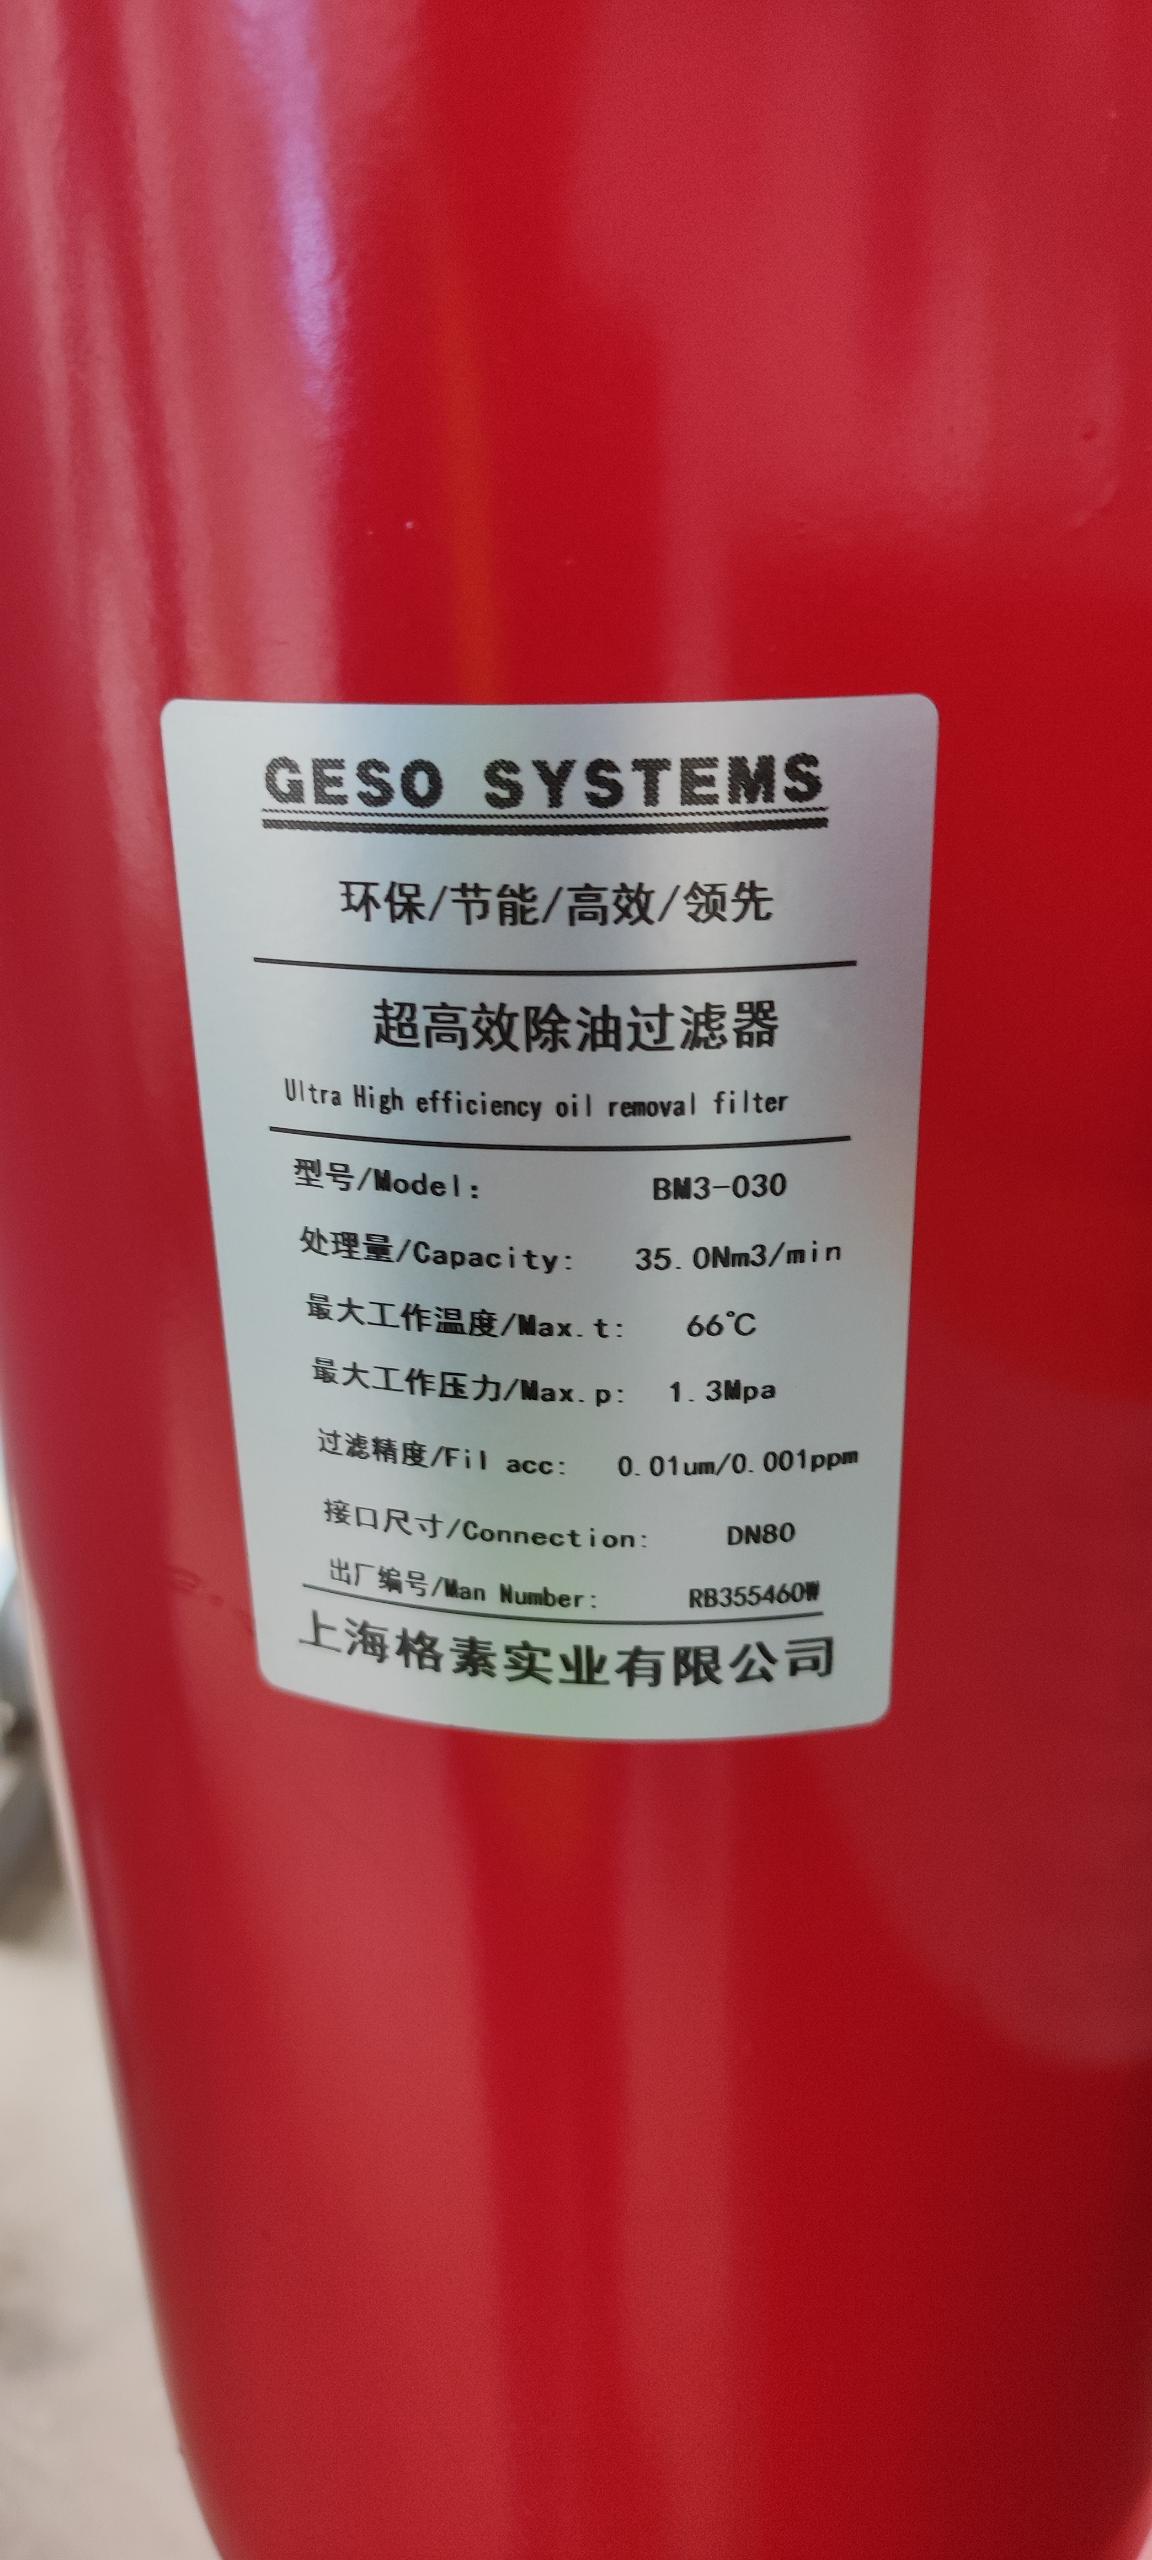 GESO SYSTEMS
环保/节能/高效/领先
超高效除油过滤器
Ultra High efficiency oil removal filter
型号/Model: BM3-030
处理量/Capacity: 35.0Nm3/min
最大工作温度/Max.t: 66℃
最大工作压力/Max.p: 1.3Mpa
过滤精度/Fil acc: 0.01um/0.001ppm
接口尺寸/Connection: DN80
出厂编号/Man Number: RB355460W
上海格素实业有限公司